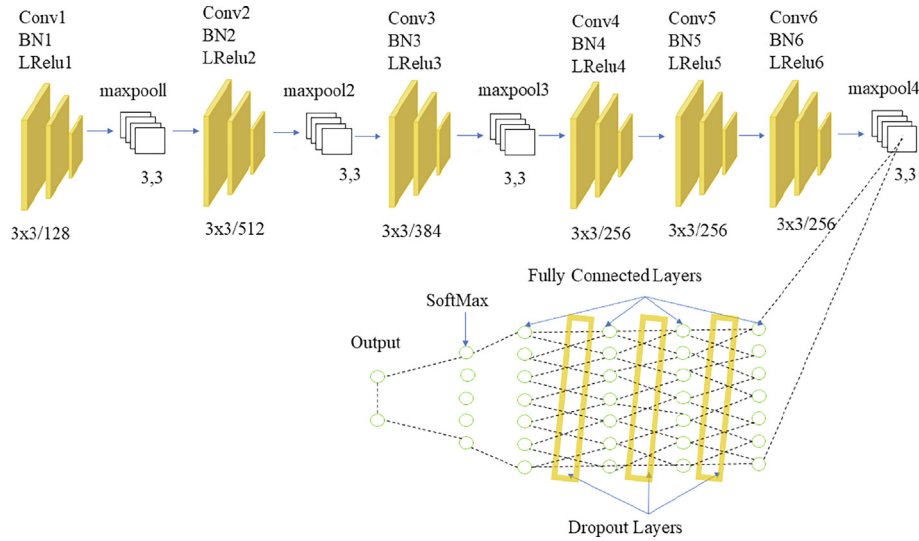 Conv1
BN1
LRelu1
Conv2
BN2
LRelu2
Conv3
BN3
LRelu3
Conv4
BN4
LRelu4
Conv5
BN5
LRelu5
Conv6
BN6
LRelu6
maxpooll
maxpool2
maxpool3
maxpool4
3,3
3,3
3,3
3,3
3x3/128
3x3/512
3x3/384
3x3/256
3x3/256
3x3/256
Fully Connected Layers
SoftMax
Output
Dropout Layers